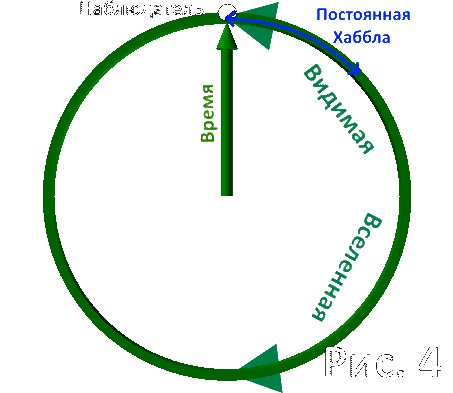 Наблюдатель
Постоянная
Хаббла
Время
Видимая
Вселенная
Рис. 4